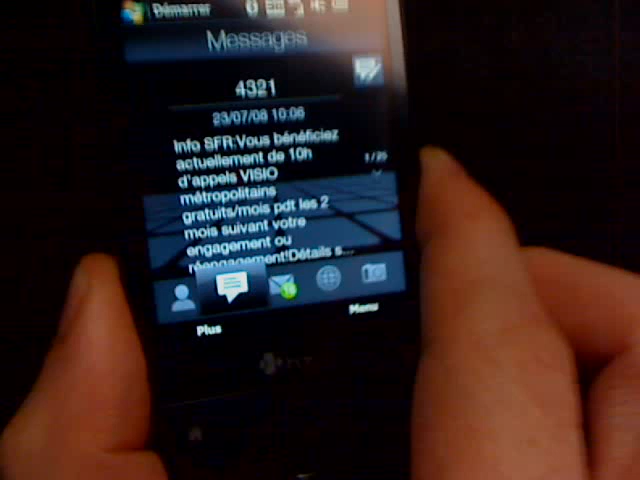 Démarrer
Messages
4321
23/07/08 10:06
Info SFR:Vous bénéficiez
actuellement de 10h
1/25
d'appels VISIO
métropolitains
gratuits/mois pdt les 2
mois suivant votre
engagement ou
réengagement!Détails s...
Plus
Menu